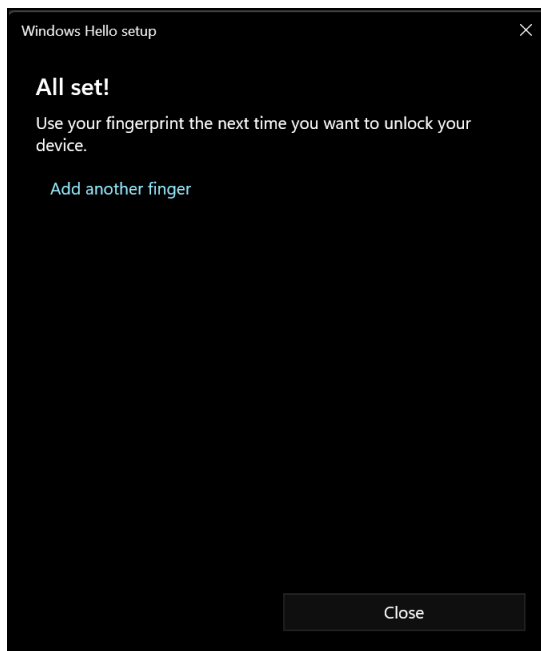 Windows Hello setup
All set!
Use your fingerprint the next time you want to unlock your
device.
Add another finger
Close